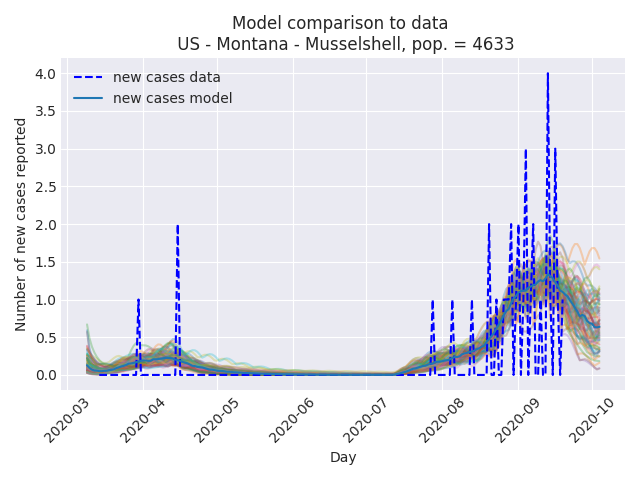 Model comparison to data
US - Montana - Musselshell, pop. = 4633
new cases data
new cases model
Number of new cases reported
4.0
3.5
3.0
2.5
2.0
1.5
1.0
0.5
0.0
2020-03
2020-04
2020-05
2020-06
2020-07
2020-08
2020-09
2020-10
Day